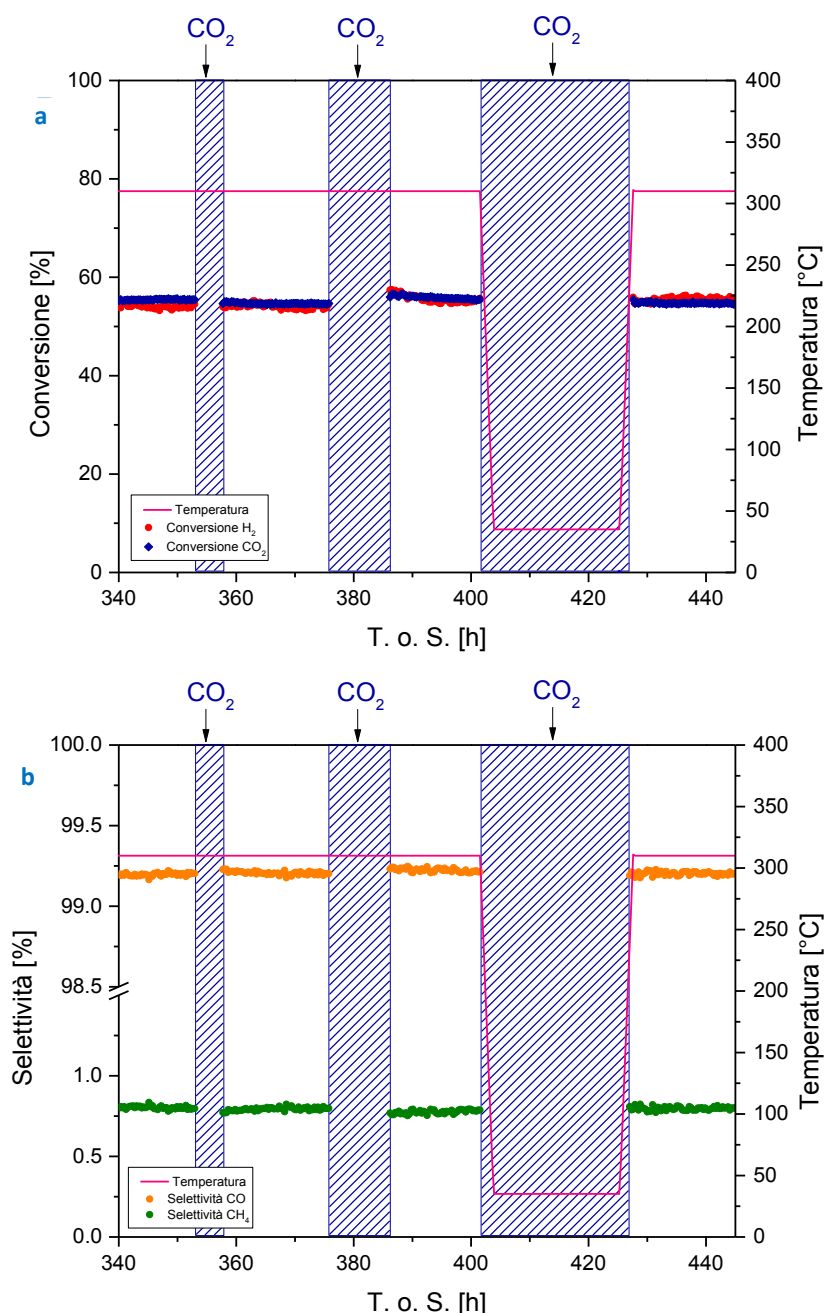 CO₂ CO₂ CO₂
a
100
80
60
40
20
0
Conversione [%]
400
350
300
250
200
150
100
50
0
Temperatura [°C]
Temperatura
Conversione H₂
Conversione CO₂
340 360 380 400 420 440
T. o. S. [h]
CO₂ CO₂ CO₂
b
100.0
99.5
99.0
98.5
1.0
0.5
0.0
Selettività [%]
400
350
300
250
200
150
100
50
0
Temperatura [°C]
Temperatura
Selettività CO
Selettività CH₄
340 360 380 400 420 440
T. o. S. [h]